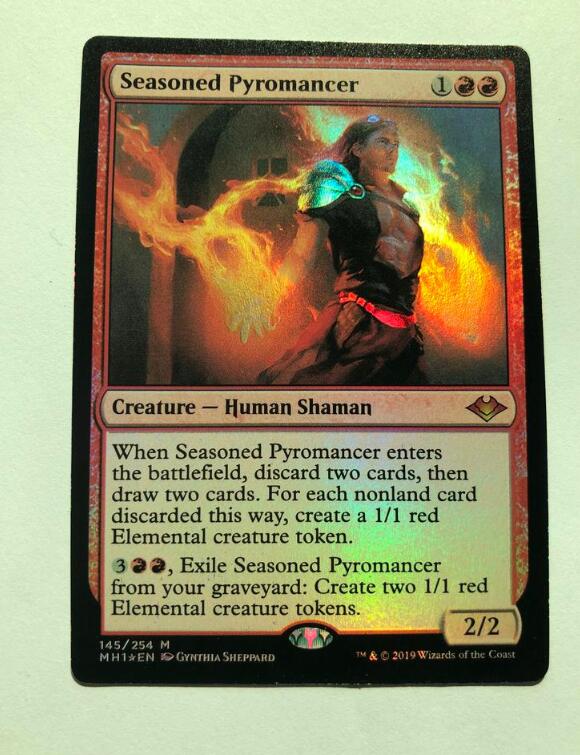 Seasoned Pyromancer 1
Creature — Human Shaman
When Seasoned Pyromancer enters
the battlefield, discard two cards, then
draw two cards. For each nonland card
discarded this way, create a 1/1 red
Elemental creature token.
3, Exile Seasoned Pyromancer
from your graveyard: Create two 1/1 red
Elemental creature tokens.
2/2
145/254 M
MH1★EN Cynthia Sheppard
™ & © 2019 Wizards of the Coast